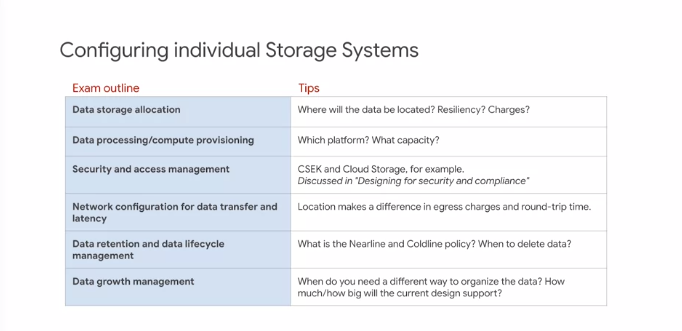 Configuring individual Storage Systems
Exam outline
Tips
Data storage allocation
Where will the data be located? Resiliency? Charges?
Data processing/compute provisioning
Which platform? What capacity?
Security and access management
CSEK and Cloud Storage, for example.
Discussed in "Designing for security and compliance"
Network configuration for data transfer and
latency
Location makes a difference in egress charges and round-trip time.
Data retention and data lifecycle
management
What is the Nearline and Coldline policy? When to delete data?
Data growth management
When do you need a different way to organize the data? How
much/how big will the current design support?